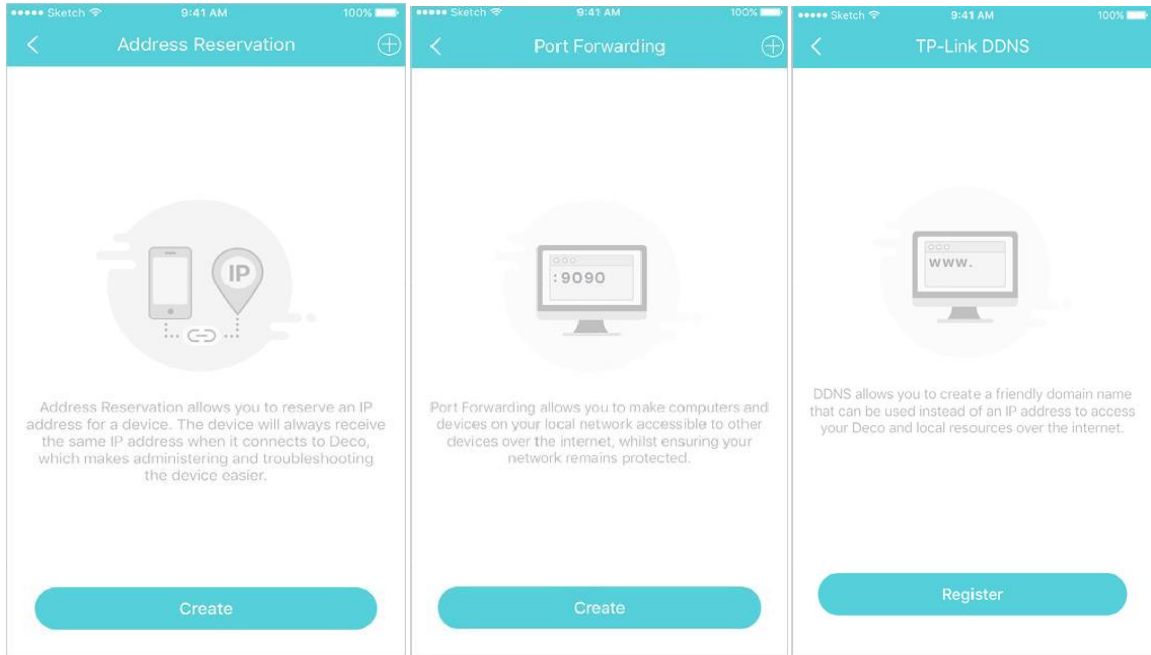 Sketch 9:41 AM 100%
Address Reservation
IP
Address Reservation allows you to reserve an IP
address for a device. The device will always receive
the same IP address when it connects to Deco,
which makes administering and troubleshooting
the device easier.
Create
Sketch 9:41 AM 100%
Port Forwarding
:9090
Port Forwarding allows you to make computers and
devices on your local network accessible to other
devices over the internet, whilst ensuring your
network remains protected.
Create
Sketch 9:41 AM 100%
TP-Link DDNS
www.
DDNS allows you to create a friendly domain name
that can be used instead of an IP address to access
your Deco and local resources over the internet.
Register